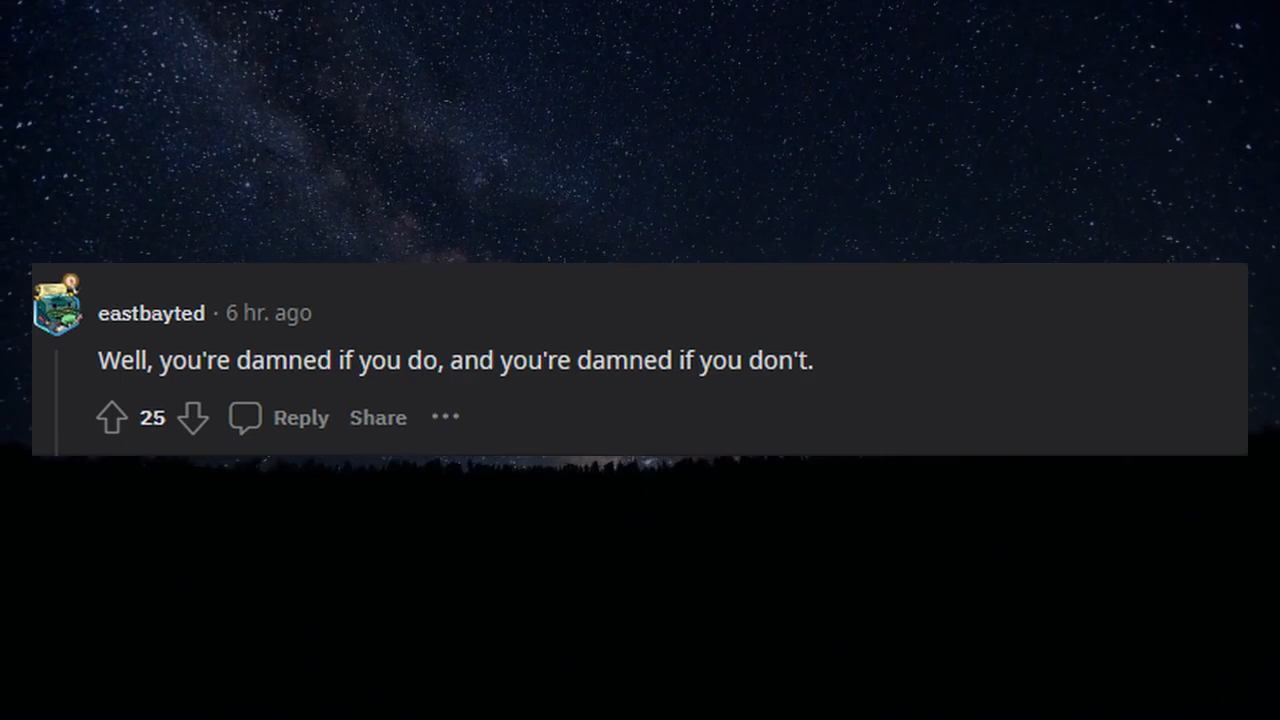 eastbayted · 6 hr. ago
Well, you're damned if you do, and you're damned if you don't.
25 Reply Share ···